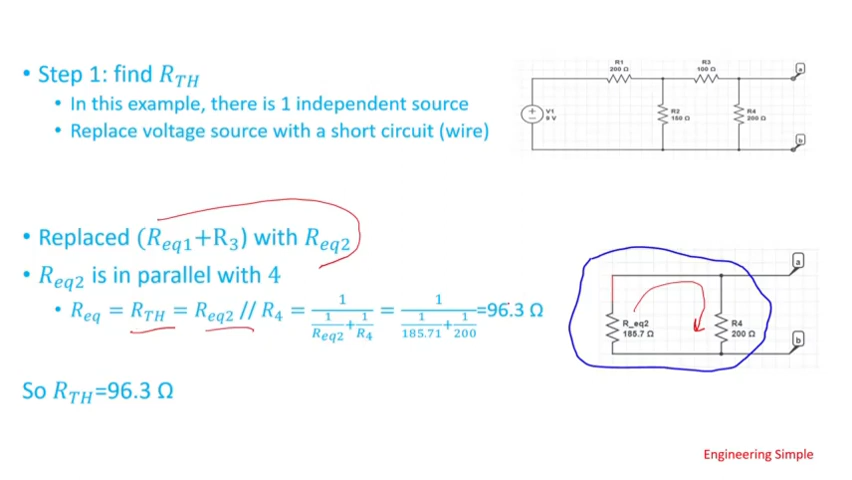 • Step 1: find R_TH
• In this example, there is 1 independent source
• Replace voltage source with a short circuit (wire)
R1
200 Ω
R3
100 Ω
a
V1
R2
R4
9 V
150 Ω
200 Ω
b
• Replaced (R_eq1+R_3) with R_eq2
• R_eq2 is in parallel with 4
• R_eq = R_TH = R_eq2 // R_4 = 1/(1/R_eq2 + 1/R_4) = 1/(1/185.71 + 1/200) =96.3 Ω
a
R_eq2
185.7 Ω
R4
200 Ω
b
So R_TH=96.3 Ω
Engineering Simple